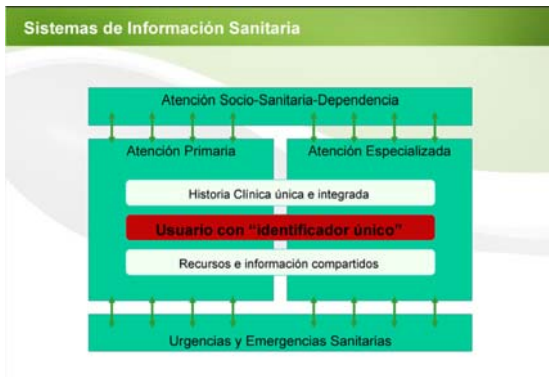 Sistemas de Información Sanitaria
Atención Socio-Sanitaria-Dependencia
Atención Primaria
Atención Especializada
Historia Clínica única e integrada
Usuario con “identificador único”
Recursos e información compartidos
Urgencias y Emergencias Sanitarias